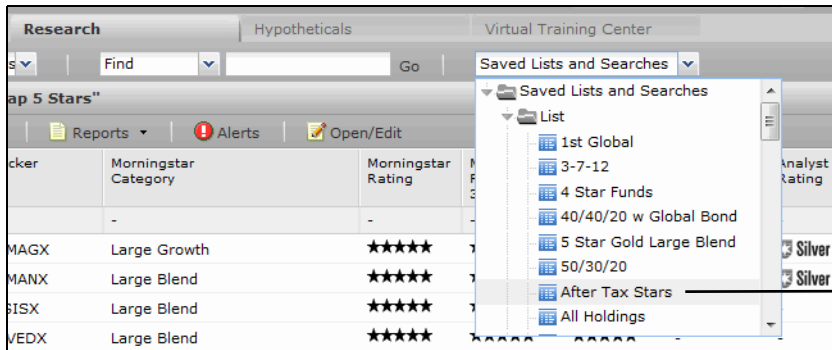 Research Hypotheticals Virtual Training Center
s Find Go Saved Lists and Searches
ap 5 Stars"
Saved Lists and Searches
List
Reports Alerts Open/Edit
1st Global
3-7-12
4 Star Funds
40/40/20 w Global Bond
5 Star Gold Large Blend
50/30/20
After Tax Stars
All Holdings
cker Morningstar Category Morningstar Rating Analyst Rating
- - -
MAGX Large Growth ★★★★★ Silver
MANX Large Blend ★★★★★ Silver
SISX Large Blend ★★★★★
VEDX Large Blend ★★★★★ ★★★★★ ★★★★★ - -